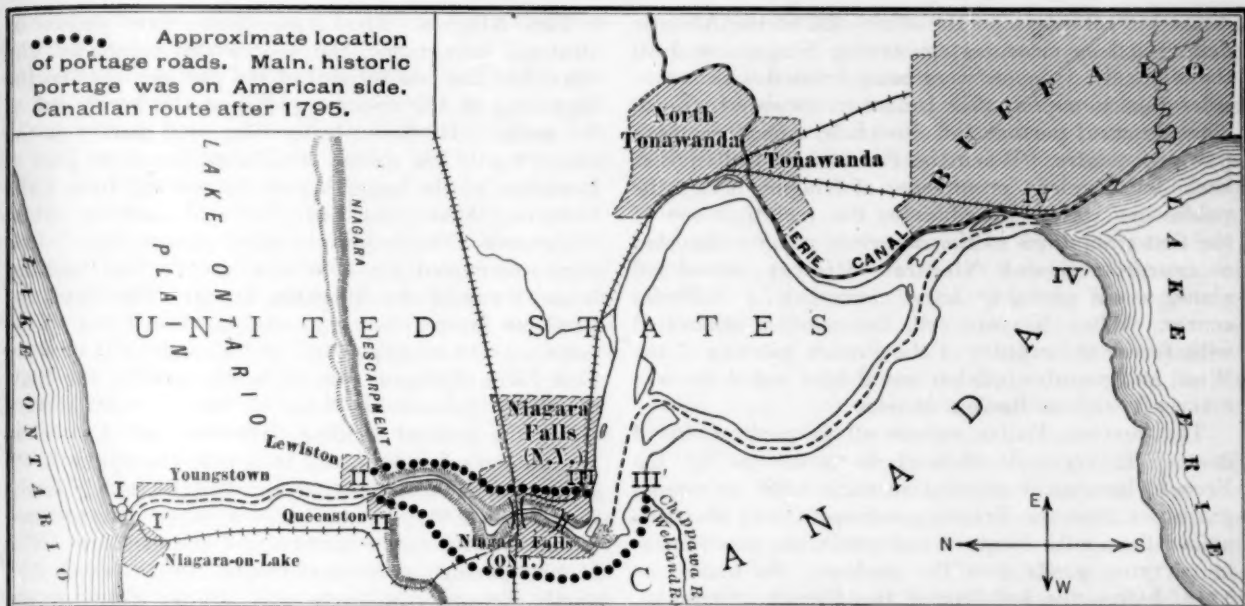 Approximate location
of portage roads. Main, historic
portage was on American side.
Canadian route after 1795.
LAKE ONTARIO
PLAIN
NIAGARA
ESCARPMENT
North
Tonawanda
Tonawanda
BUFFALO
IV
ERIE CANAL
IV'
LAKE ERIE
LAKE ONTARIO
UNITED STATES
Niagara
Falls
(N.Y.)
Lewiston
Youngstown
I
II
III
III'
I'
Queenston
II'
Niagara-on-Lake
Niagara Falls
(ONT.)
Chippawa R.
(Welland R.)
CANADA
E
N
S
W